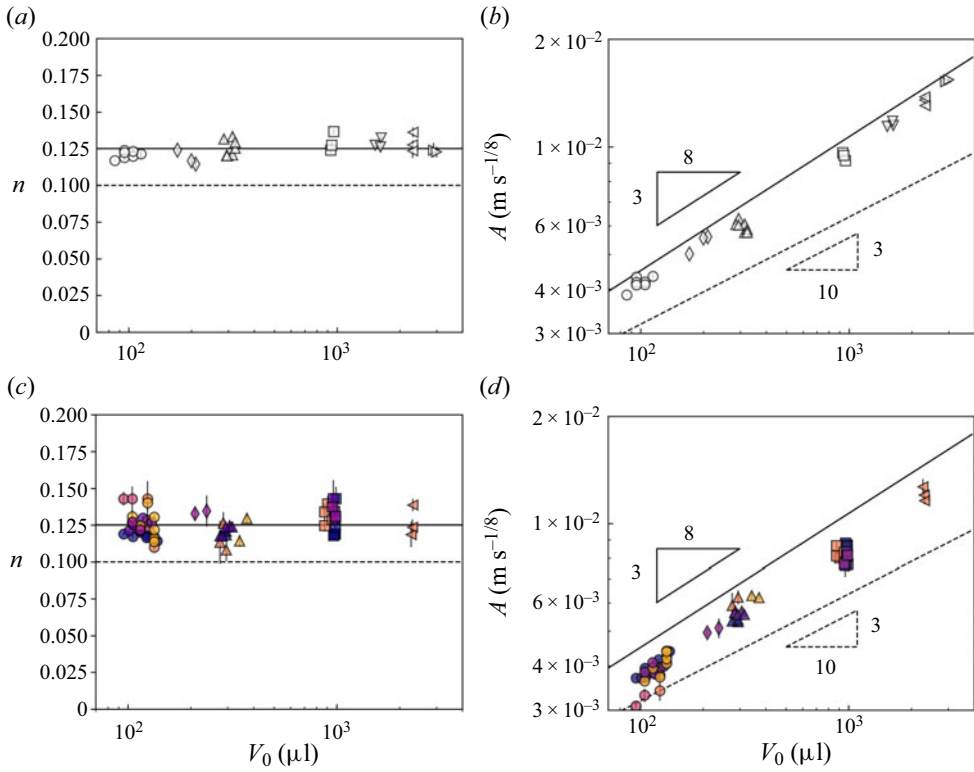 (a)
0.200
0.175
0.150
0.125
n
0.100
0.075
0.050
0.025
0
10²
10³
(b)
2 × 10⁻²
10⁻²
A (m s⁻¹/⁸)
6 × 10⁻³
4 × 10⁻³
3 × 10⁻³
8
3
3
10
10²
10³
(c)
0.200
0.175
0.150
0.125
n
0.100
0.075
0.050
0.025
0
10²
10³
V₀ (μl)
(d)
2 × 10⁻²
10⁻²
A (m s⁻¹/⁸)
6 × 10⁻³
4 × 10⁻³
3 × 10⁻³
8
3
3
10
10²
10³
V₀ (μl)